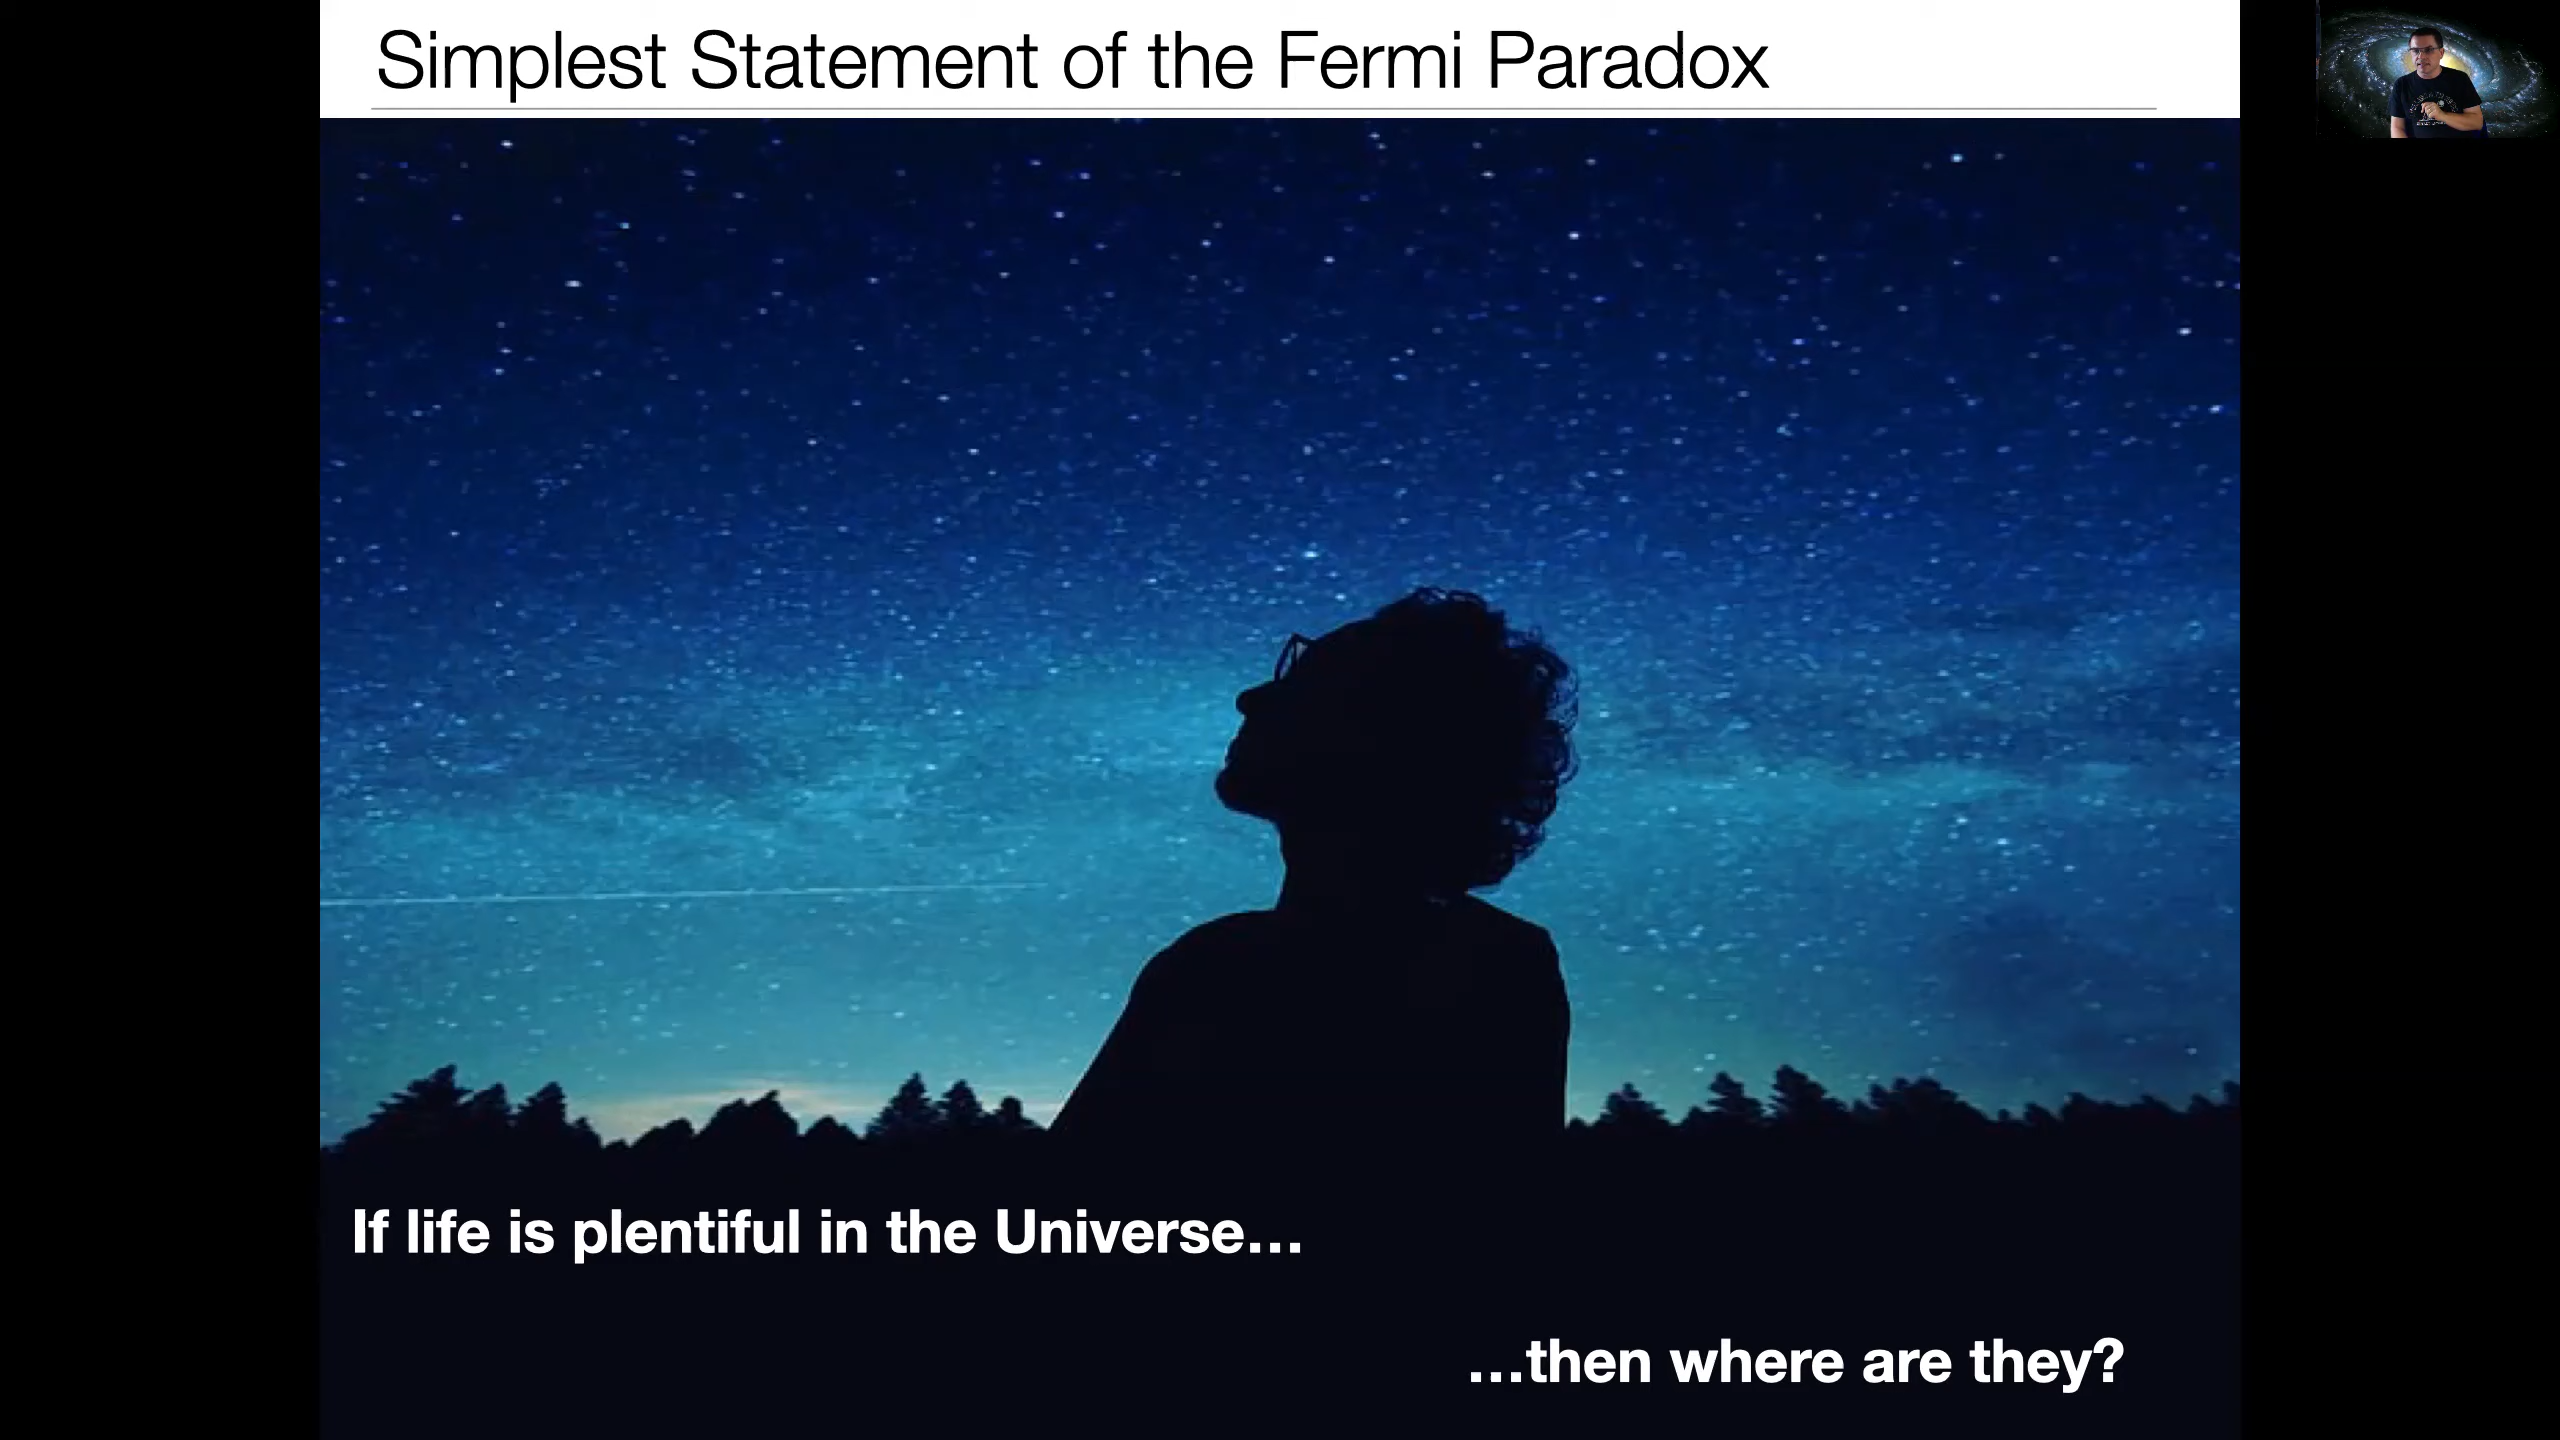 Simplest Statement of the Fermi Paradox
If life is plentiful in the Universe…
…then where are they?